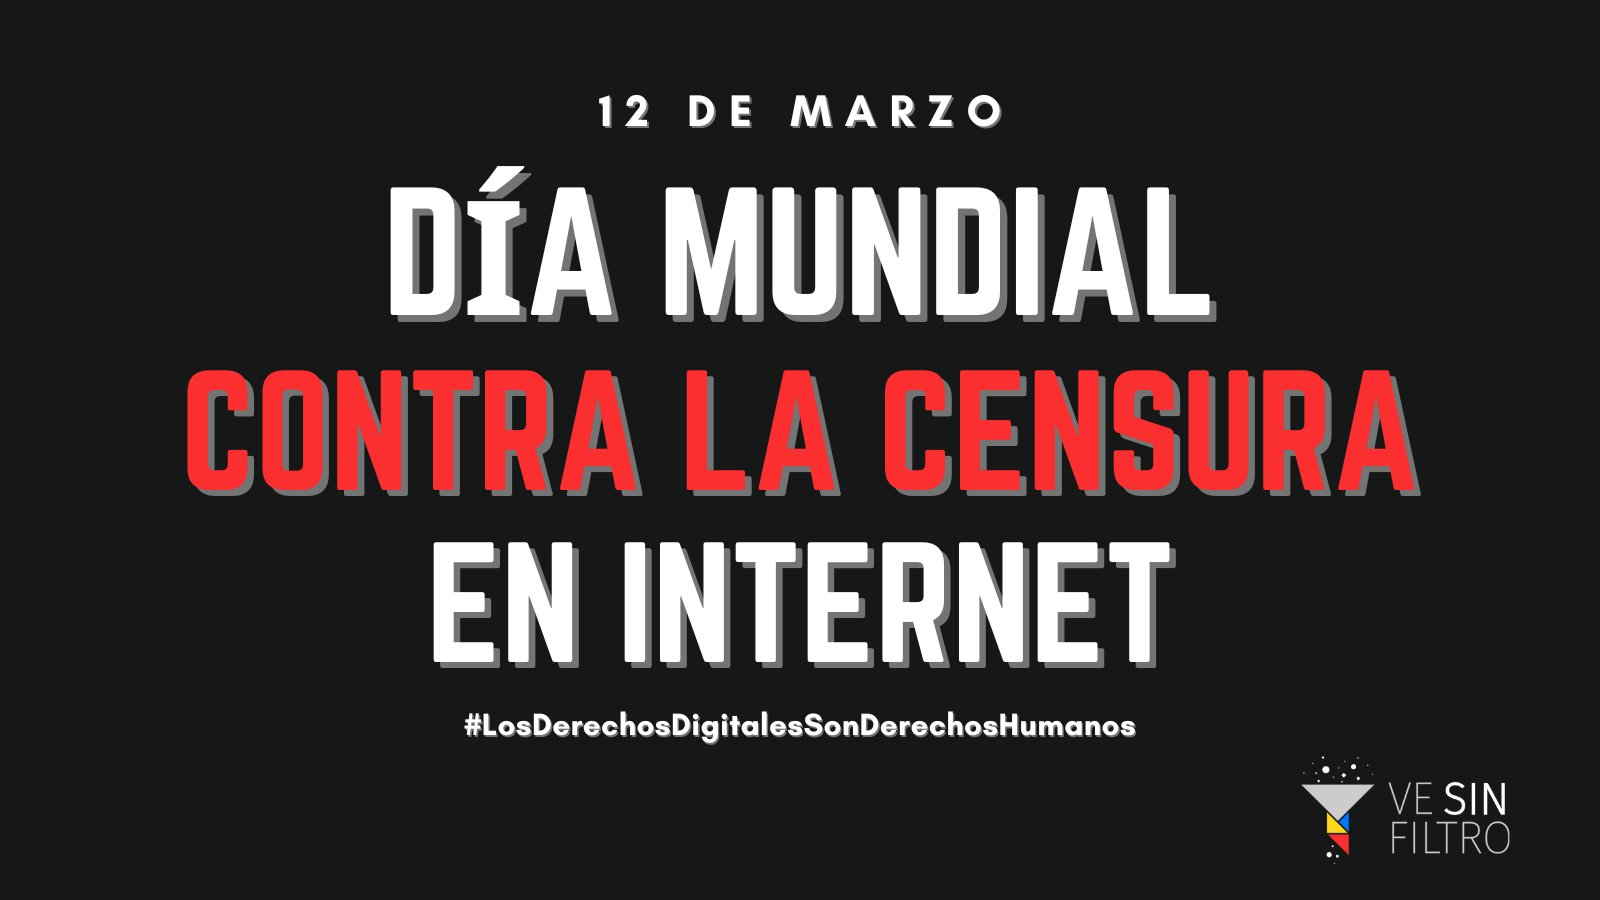 12 DE MARZO
DÍA MUNDIAL
CONTRA LA CENSURA
EN INTERNET
#LosDerechosDigitalesSonDerechosHumanos
VE SIN
FILTRO